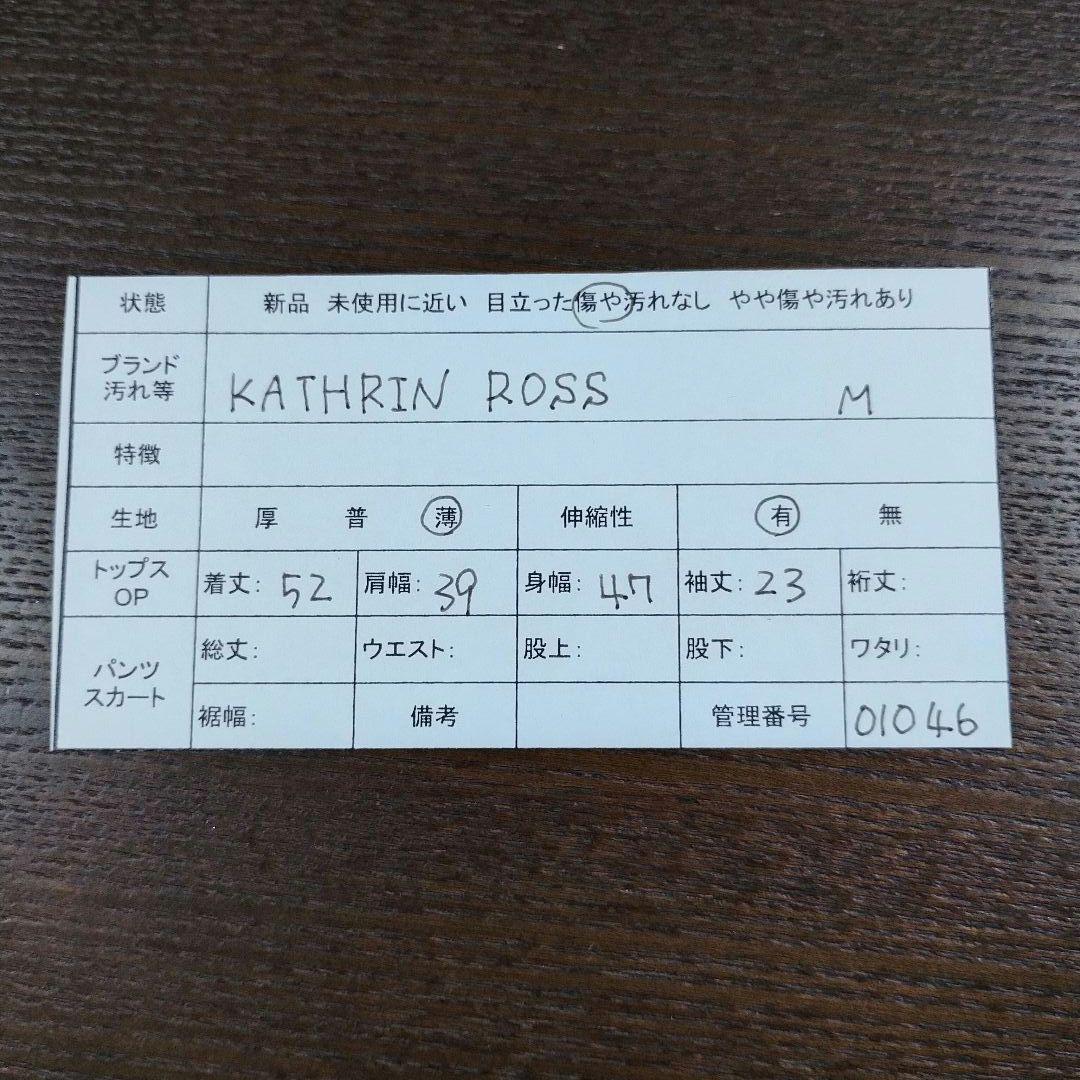 状態 新品 未使用に近い 目立った傷や汚れなし やや傷や汚れあり
ブランド
汚れ等 KATHRIN ROSS M
特徴
生地 厚 普 薄 伸縮性 有 無
トップス
OP 着丈: 52 肩幅: 39 身幅: 47 袖丈: 23 裄丈:
パンツ
スカート
総丈: ウエスト: 股上: 股下: ワタリ:
裾幅: 備考 管理番号 01046